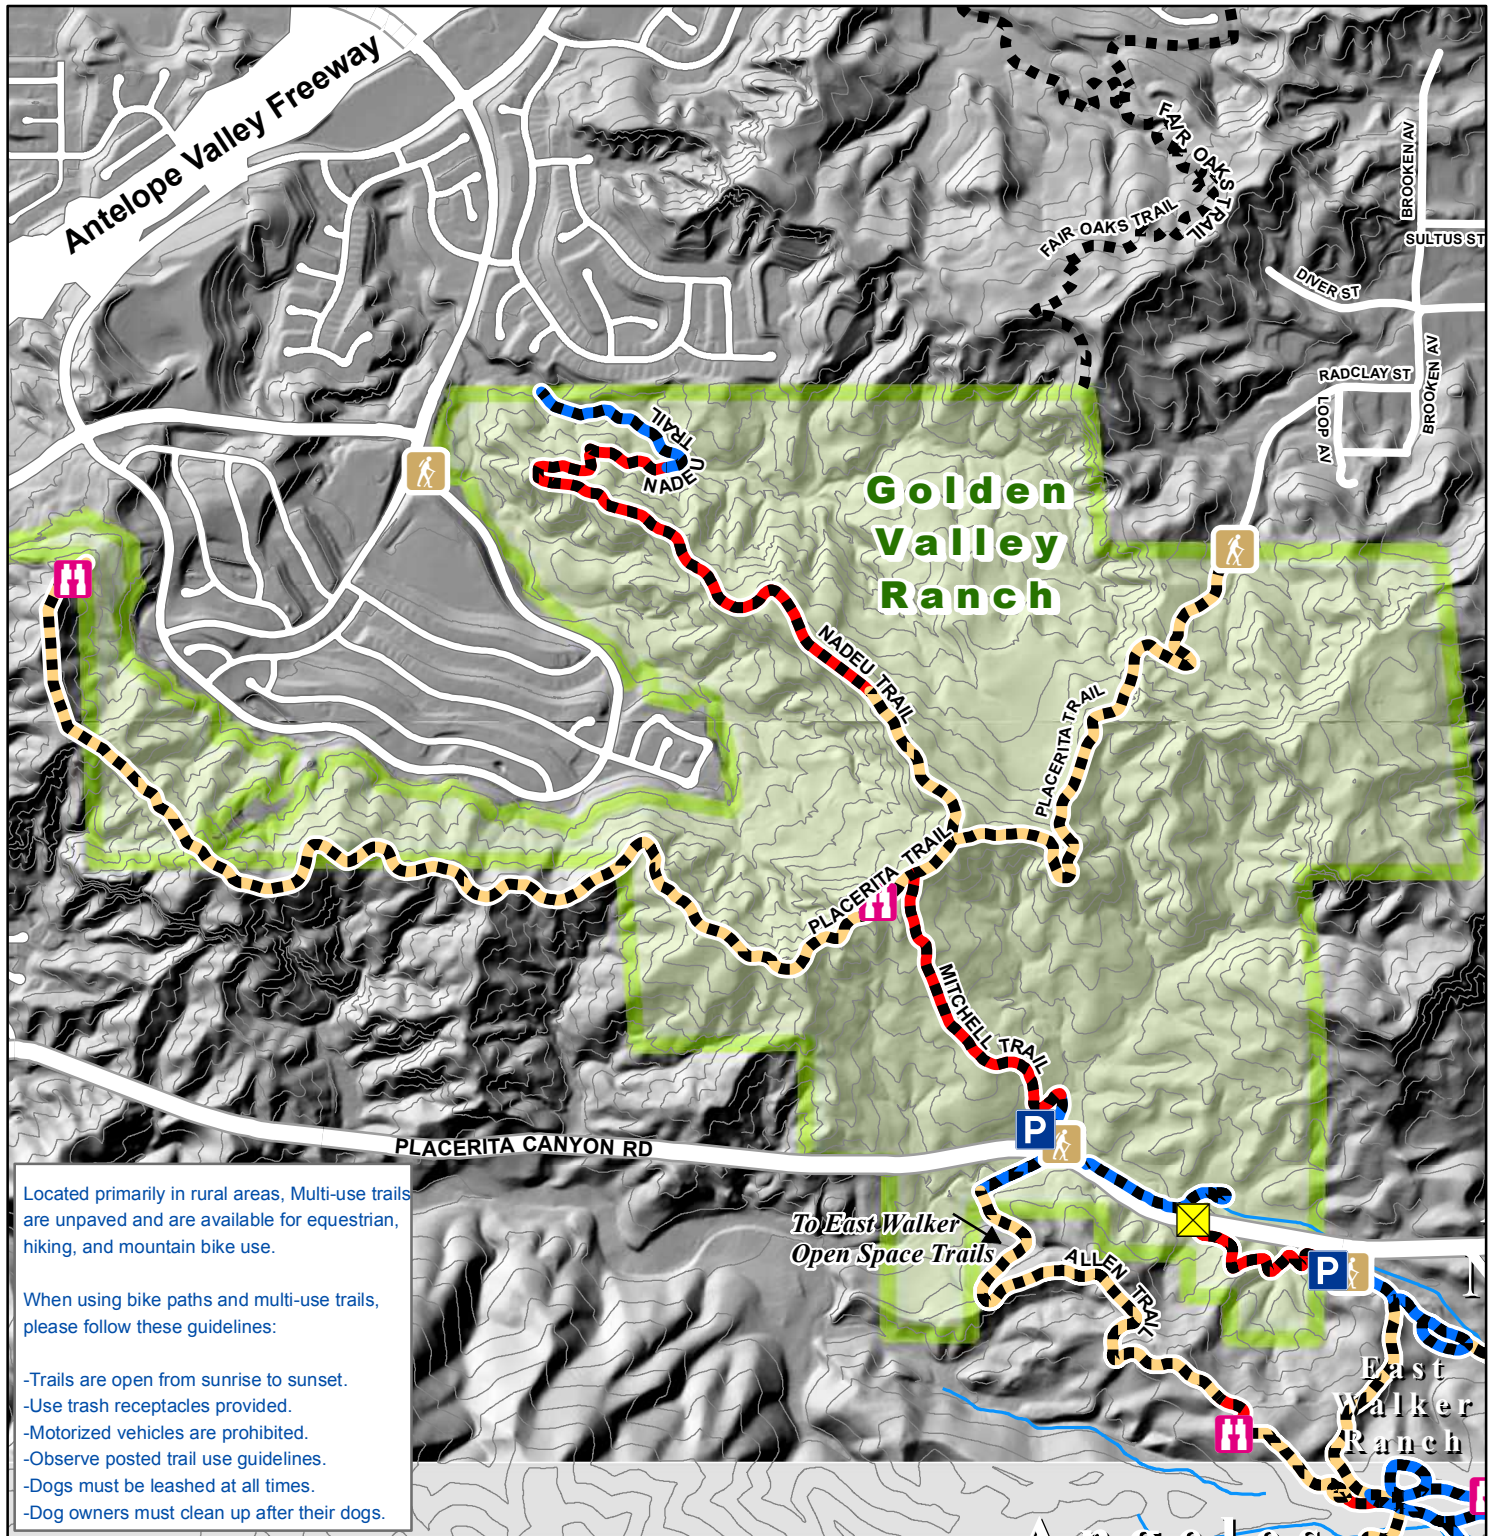 Antelope Valley Freeway
FAIR OAKS TRAIL
FAIR OAKS TRAIL
BROOKEN AV
SULTUS ST
DIVER ST
RADCLAY ST
BROOKEN AV
LOOP AV
NADEU TRAIL
Golden
Valley
Ranch
NADEU TRAIL
PLACERITA TRAIL
PLACERITA TRAIL
MITCHELL TRAIL
P
PLACERITA CANYON RD
To East Walker
Open Space Trails
ALLEN TRAIL
P
N
East
Walker
Ranch
Located primarily in rural areas, Multi-use trails
are unpaved and are available for equestrian,
hiking, and mountain bike use.
When using bike paths and multi-use trails,
please follow these guidelines:
-Trails are open from sunrise to sunset.
-Use trash receptacles provided.
-Motorized vehicles are prohibited.
-Observe posted trail use guidelines.
-Dogs must be leashed at all times.
-Dog owners must clean up after their dogs.